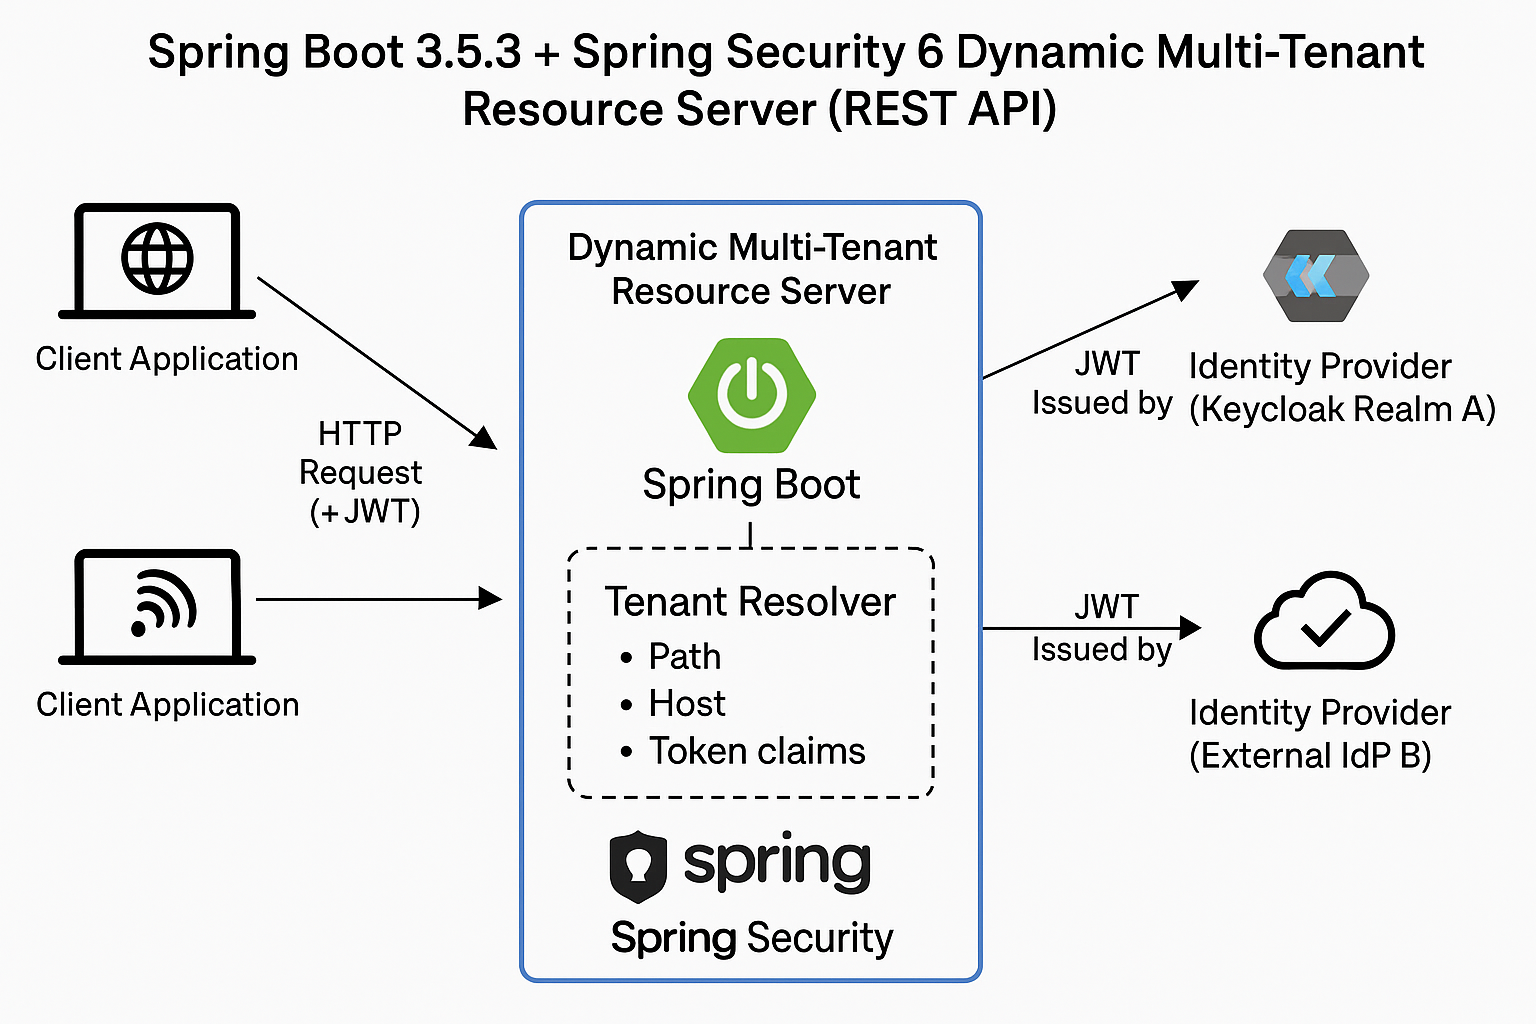 Spring Boot 3.5.3 + Spring Security 6 Dynamic Multi-Tenant
Resource Server (REST API)
Client Application
HTTP
Request
(+JWT)
Client Application
Dynamic Multi-Tenant
Resource Server
Spring Boot
Tenant Resolver
• Path
• Host
• Token claims
spring
Spring Security
JWT
Issued by
Identity Provider
(Keycloak Realm A)
JWT
Issued by
Identity Provider
(External IdP B)